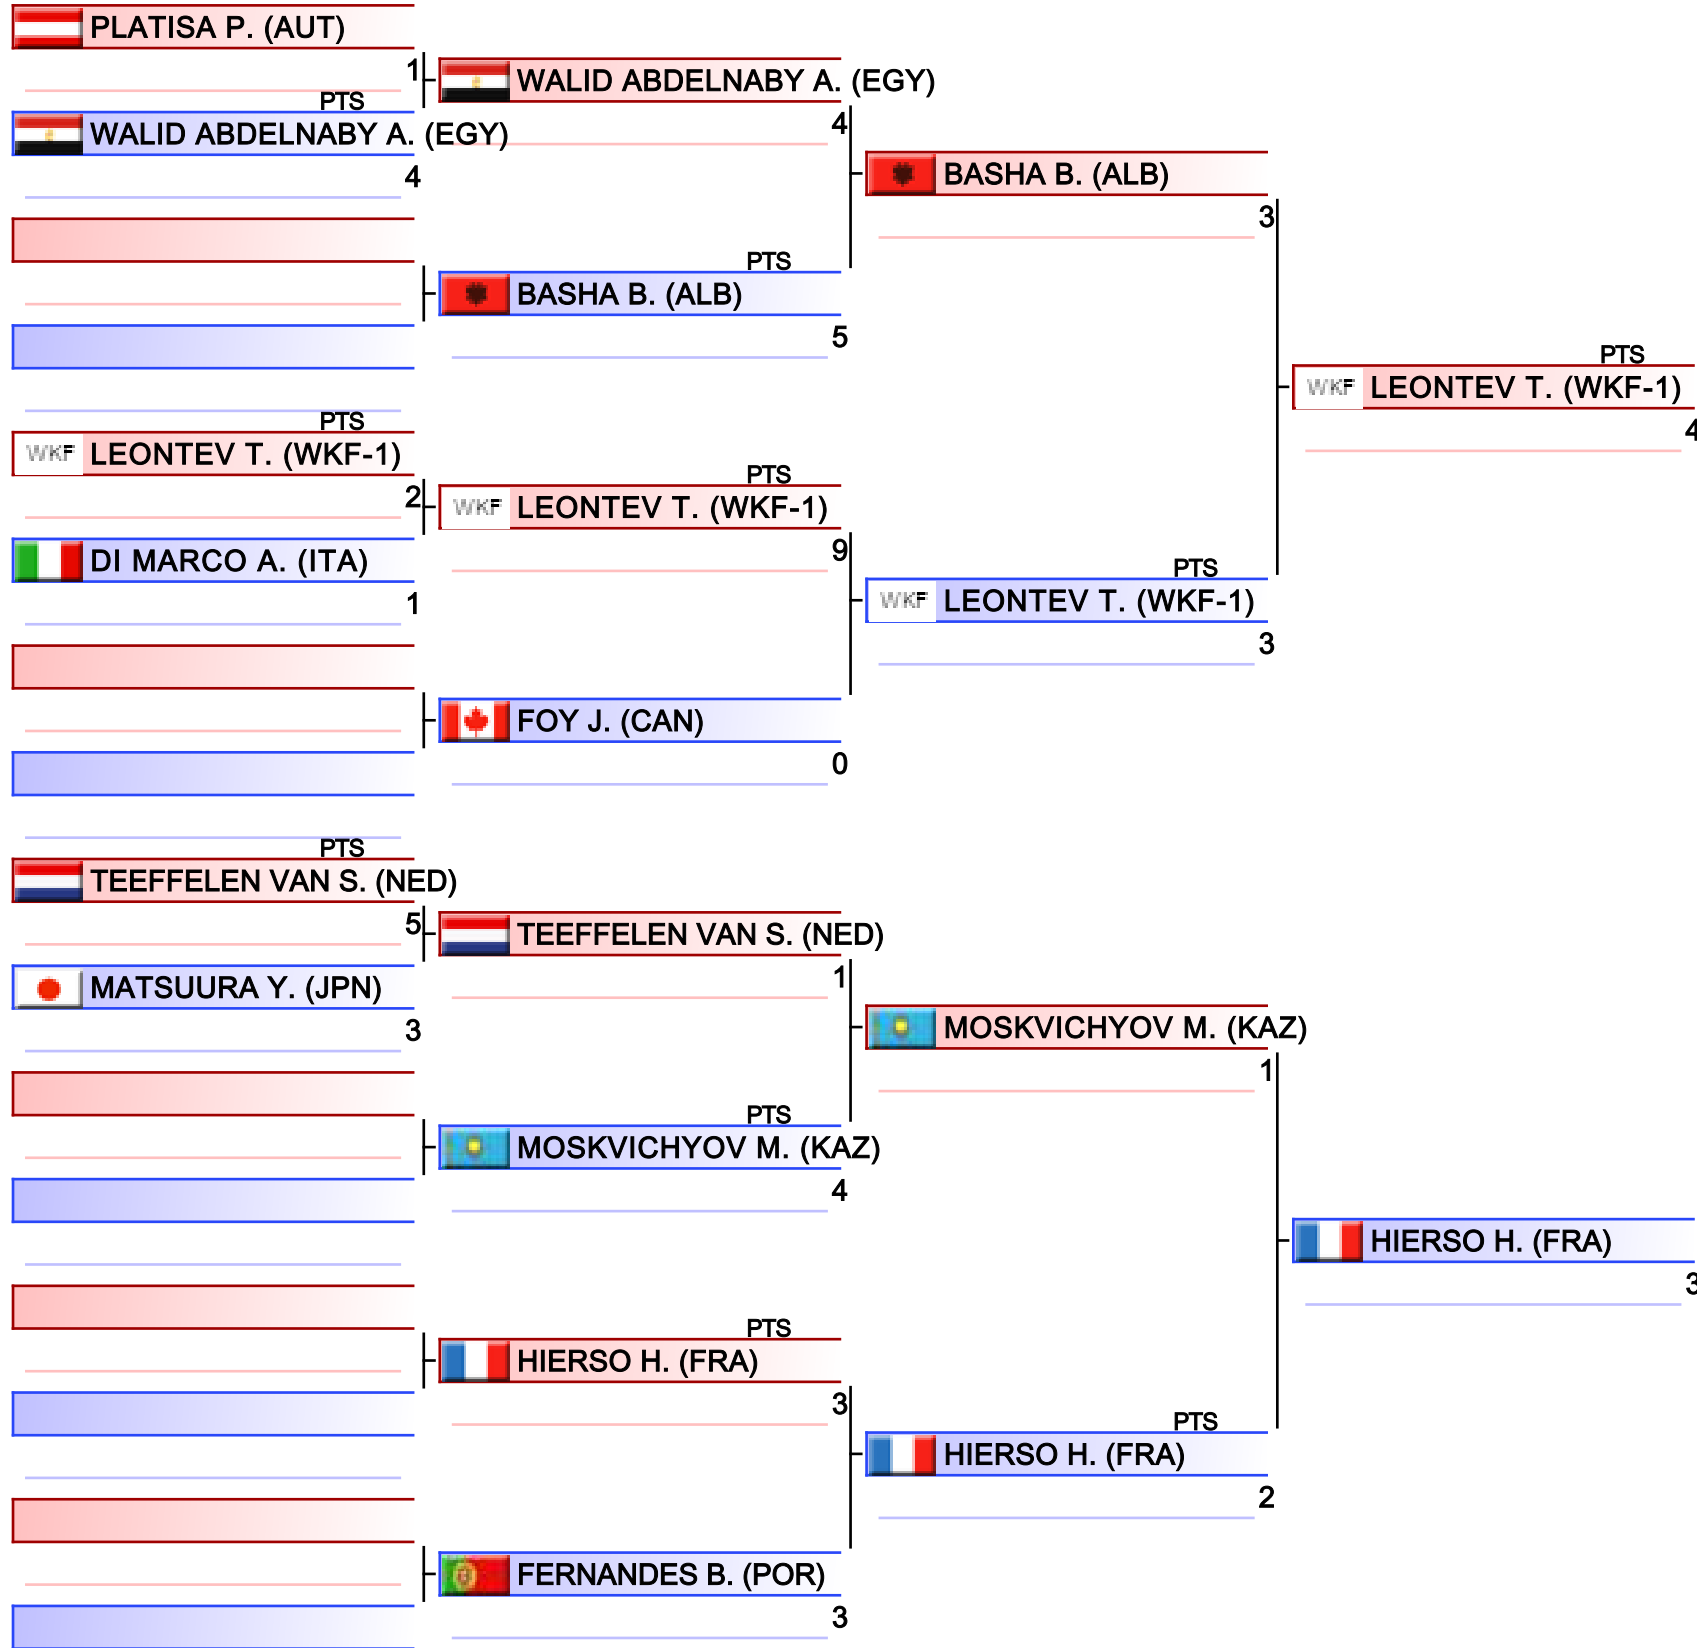 PLATISA P. (AUT)
1
PTS
WALID ABDELNABY A. (EGY)
4
WKF
PTS
LEONTEV T. (WKF-1)
2
DI MARCO A. (ITA)
1
PTS
TEEFFELEN VAN S. (NED)
5
MATSUURA Y. (JPN)
3
WALID ABDELNABY A. (EGY)
4
PTS
BASHA B. (ALB)
5
PTS
WKF
LEONTEV T. (WKF-1)
9
FOY J. (CAN)
0
TEEFFELEN VAN S. (NED)
1
PTS
MOSKVICHYOV M. (KAZ)
4
PTS
HIERSO H. (FRA)
3
FERNANDES B. (POR)
3
BASHA B. (ALB)
3
PTS
WKF
LEONTEV T. (WKF-1)
3
MOSKVICHYOV M. (KAZ)
1
PTS
HIERSO H. (FRA)
2
PTS
WKF
LEONTEV T. (WKF-1)
4
HIERSO H. (FRA)
3